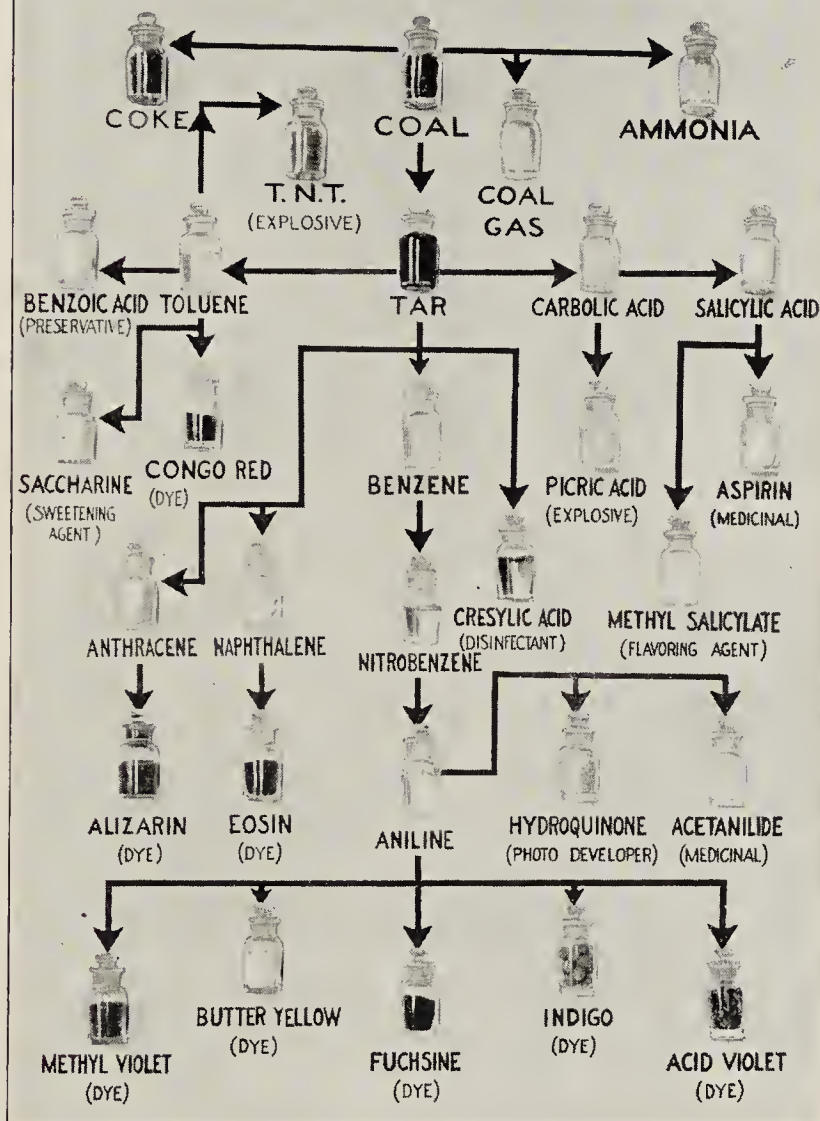 COKE
COAL
AMMONIA
T.N.T.
(EXPLOSIVE)
COAL
GAS
BENZOIC ACID
(PRESERVATIVE)
TOLUENE
TAR
CARBOLIC ACID
SALICYLIC ACID
SACCHARINE
(SWEETENING
AGENT)
CONGO RED
(DYE)
BENZENE
PICRIC ACID
(EXPLOSIVE)
ASPIRIN
(MEDICINAL)
ANTHRACENE
NAPHTHALENE
NITROBENZENE
CRESYLIC ACID
(DISINFECTANT)
METHYL SALICYLATE
(FLAVORING AGENT)
ALIZARIN
(DYE)
EOSIN
(DYE)
ANILINE
HYDROQUINONE
(PHOTO DEVELOPER)
ACETANILIDE
(MEDICINAL)
METHYL VIOLET
(DYE)
BUTTER YELLOW
(DYE)
FUCHSINE
(DYE)
INDIGO
(DYE)
ACID VIOLET
(DYE)